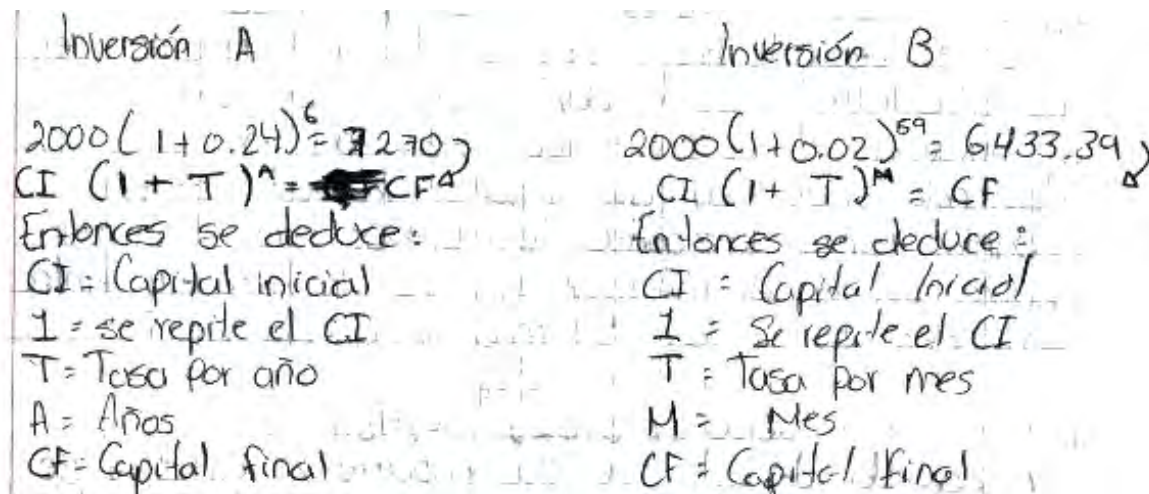 Inversión A
2000(1+0.24)^6 = 7270
CI (1 + T)^A = CF
Entonces se deduce:
CI = Capital inicial
1 = se repite el CI
T = Tasa por año
A = Años
CF = Capital final
Inversión B
2000(1+0.02)^59 = 6433.39
CI (1 + T)^M = CF
Entonces se deduce:
CI = Capital Inicial
1 = Se repite el CI
T = Tasa por mes
M = Mes
CF = Capital final